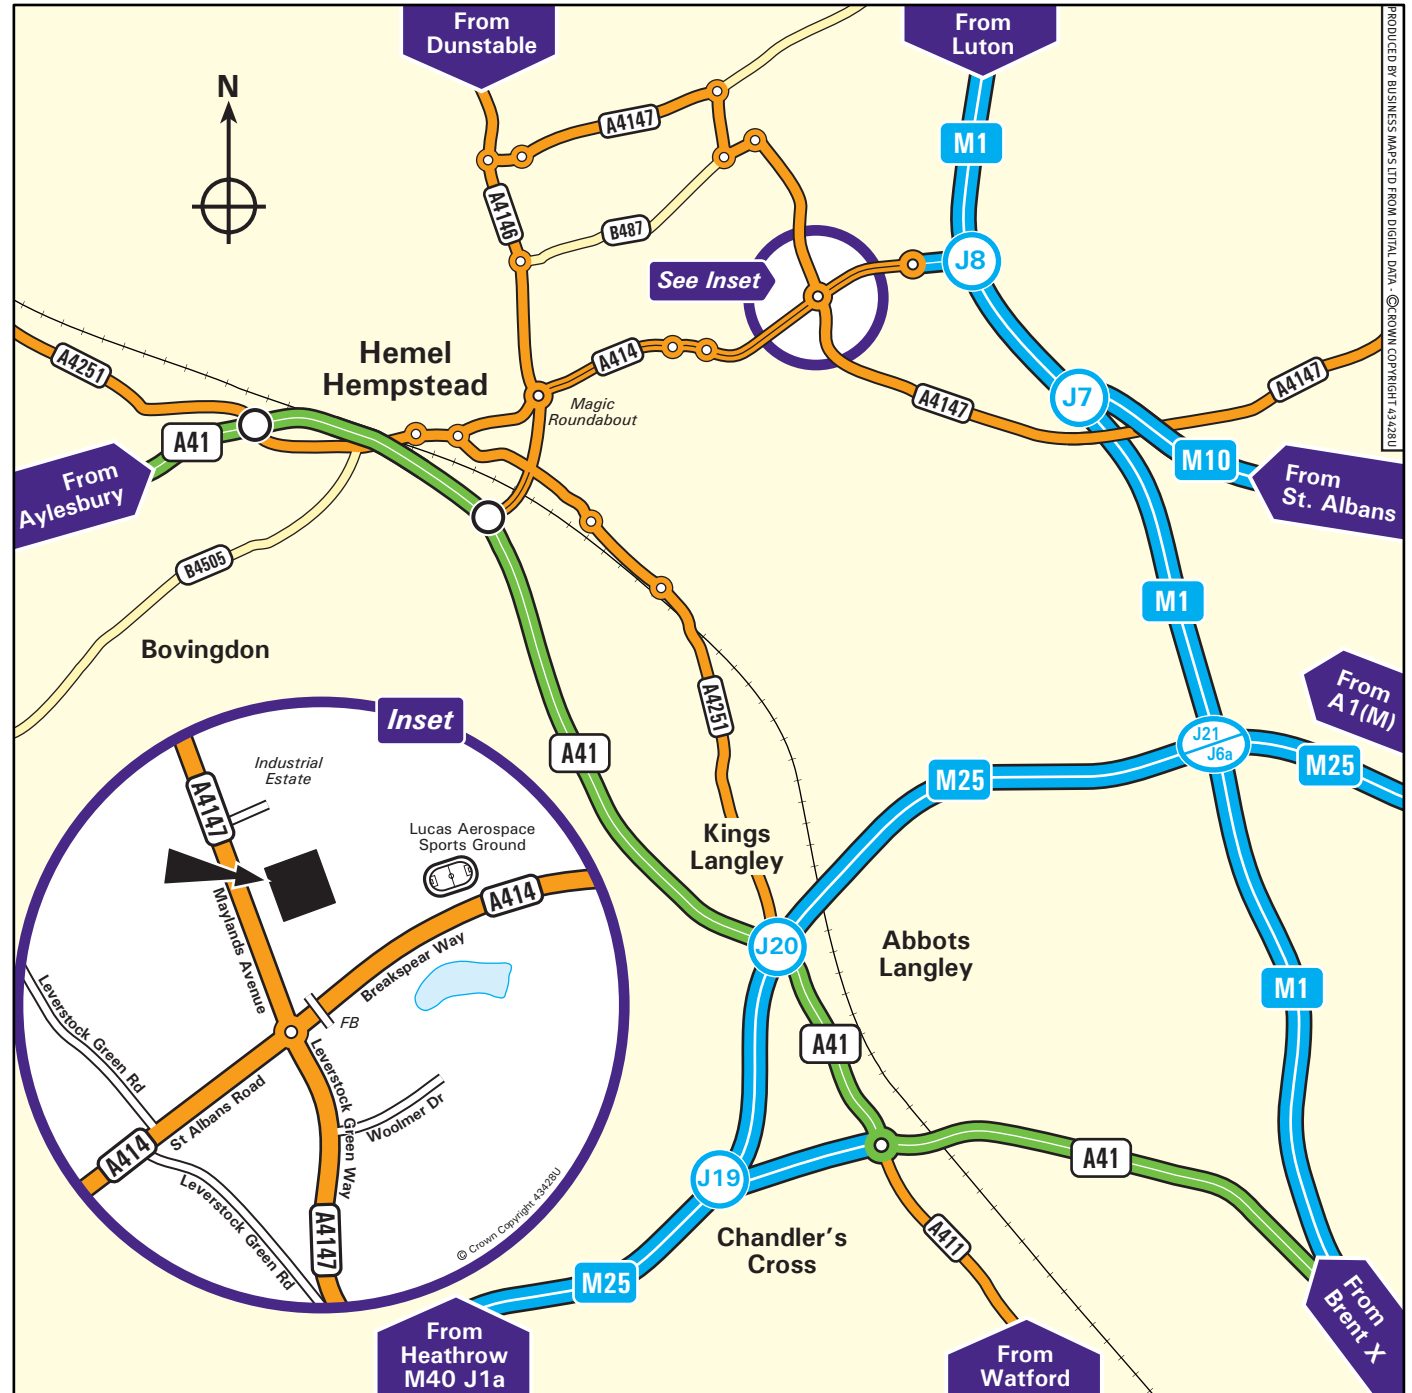 From
Dunstable
From
Luton
PRODUCED BY BUSINESS MAPS LTD FROM DIGITAL DATA - ©CROWN COPYRIGHT 43428U
N
A4147
M1
A4146
B487
J8
See Inset
A4251
Hemel
Hempstead
A414
Magic
Roundabout
A4147
J7
A4147
A41
M10
From
Aylesbury
From
St. Albans
B4505
M1
Bovingdon
From
A1(M)
A4251
Inset
A41
J21
J6a
M25
M25
Industrial
Estate
A4147
Lucas Aerospace
Sports Ground
Kings
Langley
A414
Maylands Avenue
Breakspear Way
J20
Abbots
Langley
M1
Leverstock Green Rd
FB
A41
St Albans Road
Leverstock Green Way
Woolmer Dr
A414
Leverstock Green Rd
A4147
© Crown Copyright 43428U
J19
A41
A411
Chandler's
Cross
M25
From
Heathrow
M40 J1a
From
Watford
From
Brent X